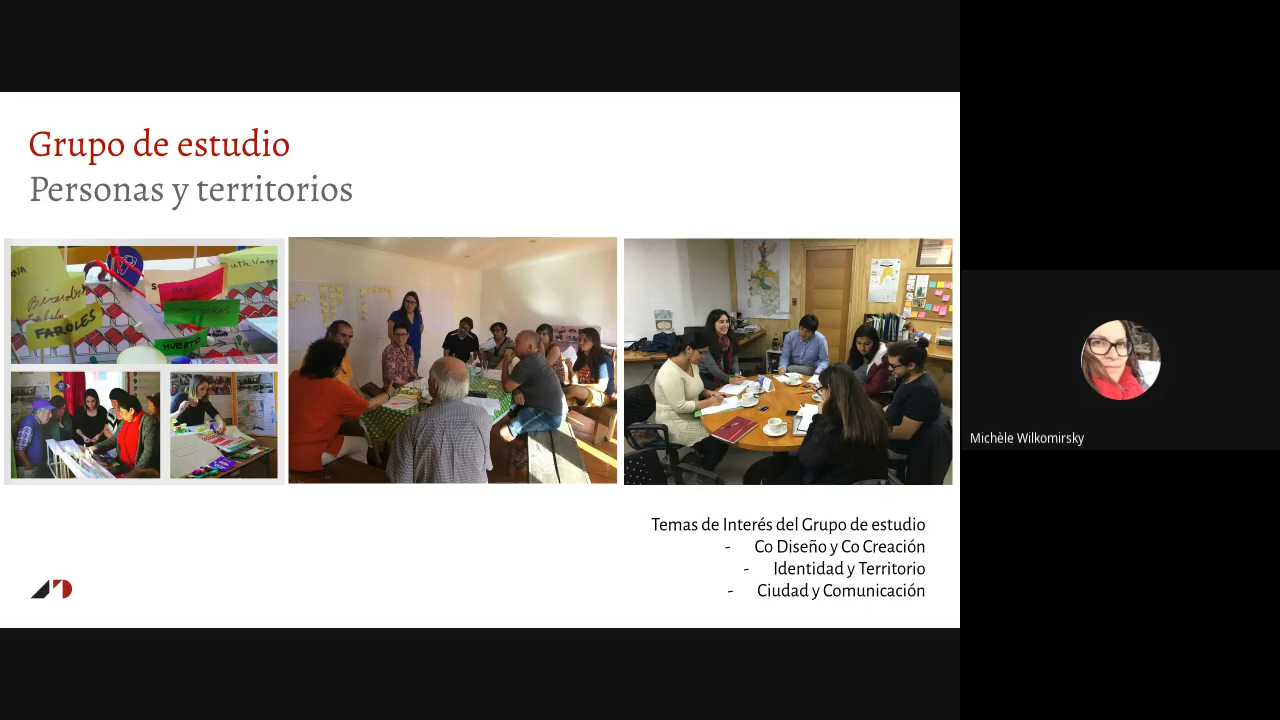 Grupo de estudio
Personas y territorios
FAROLES
HUERTO
Temas de Interés del Grupo de estudio
- Co Diseño y Co Creación
- Identidad y Territorio
- Ciudad y Comunicación
Michèle Wilkomirsky